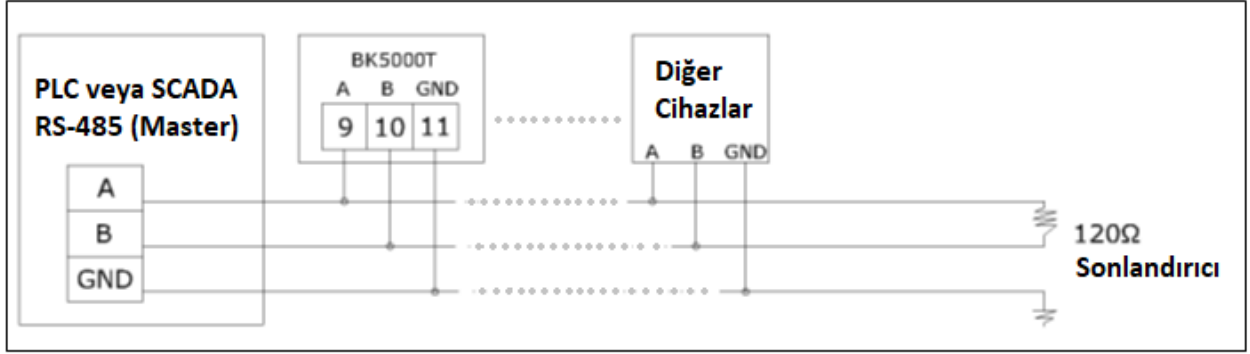 PLC veya SCADA
RS-485 (Master)
A
B
GND
BK5000T
A B GND
9 10 11
Diğer
Cihazlar
A B GND
120Ω
Sonlandırıcı